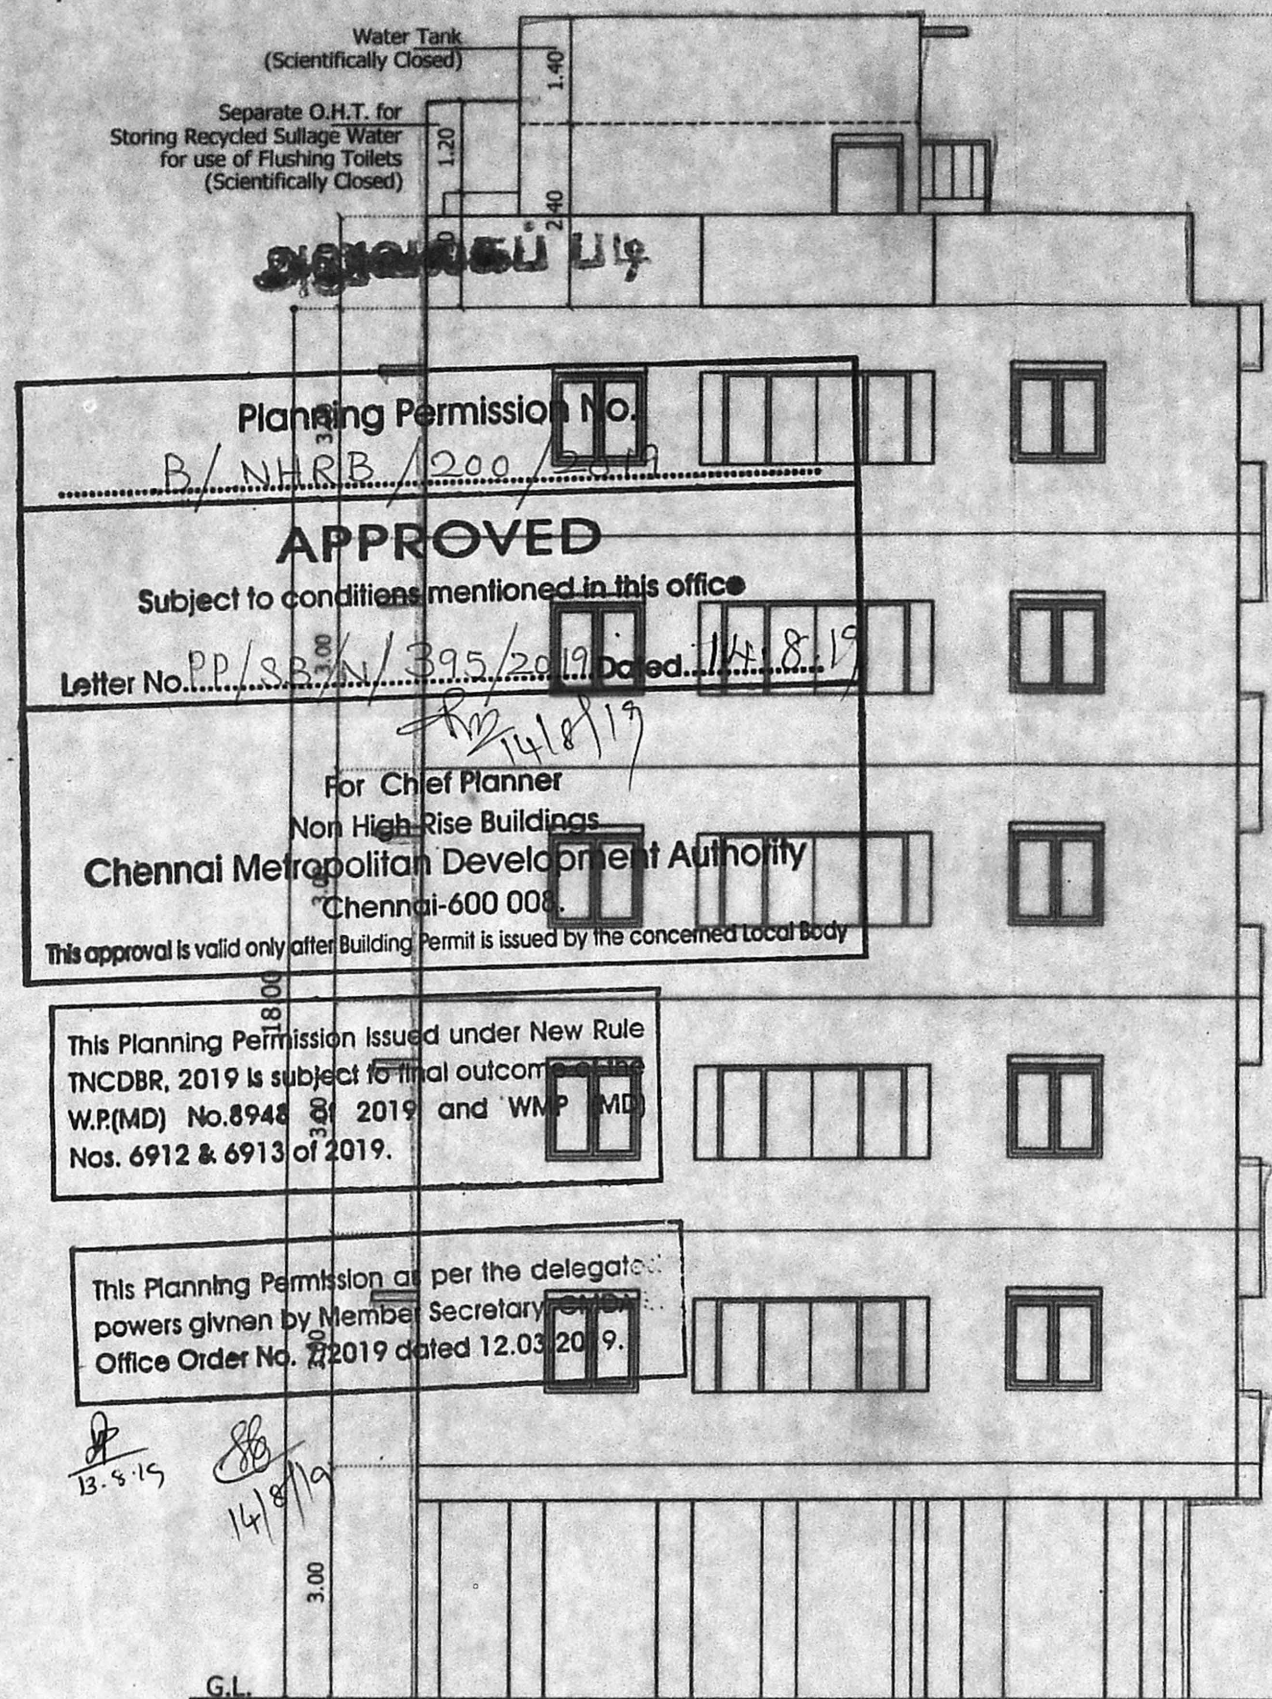 Water Tank
(Scientifically Closed)
1.40
Separate O.H.T. for
Storing Recycled Sullage Water
for use of Flushing Toilets
(Scientifically Closed)
1.20
2.40
Planning Permission No.
B/ NHRB /200 /2019
APPROVED
Subject to conditions mentioned in this office
Letter No. PP/SB/N/395/2019 Dated. 14.8.19
14/8/19
For Chief Planner
Non High-Rise Buildings
Chennai Metropolitan Development Authority
Chennai-600 008.
This approval is valid only after Building Permit is issued by the concerned Local Body
3.00
3.00
3.00
18.00
This Planning Permission Issued under New Rule
TNCDBR, 2019 is subject to final outcome of the
W.P.(MD) No.8948 of 2019 and WMP (MD)
Nos. 6912 & 6913 of 2019.
3.00
This Planning Permission as per the delegated
powers givnen by Member Secretary CMDA
Office Order No. 7/2019 dated 12.03.2019.
3.00
13.8.19
14/8/19
3.00
G.L.